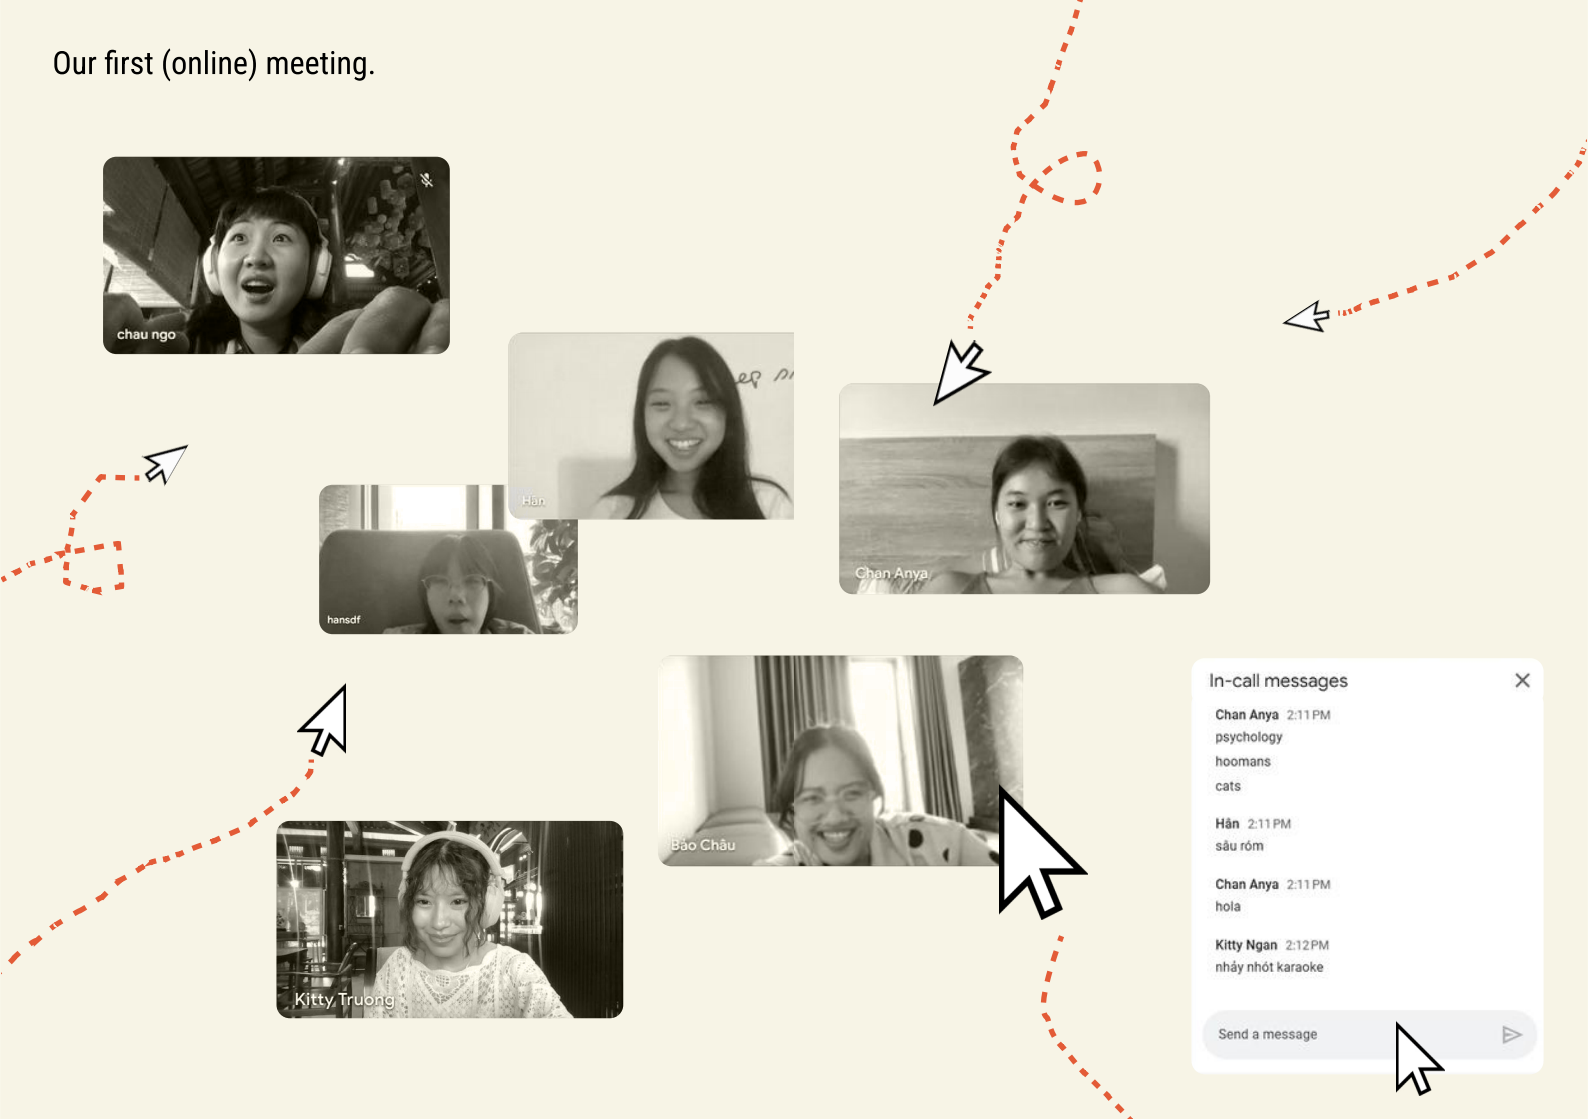 Our first (online) meeting.
chau ngo
Hân
hansdf
Chan Anya
Bảo Châu
Kitty Truong
In-call messages
Chan Anya 2:11 PM
psychology
hoomans
cats
Hân 2:11 PM
sâu róm
Chan Anya 2:11 PM
hola
Kitty Ngan 2:12 PM
nhảy nhót karaoke
Send a message